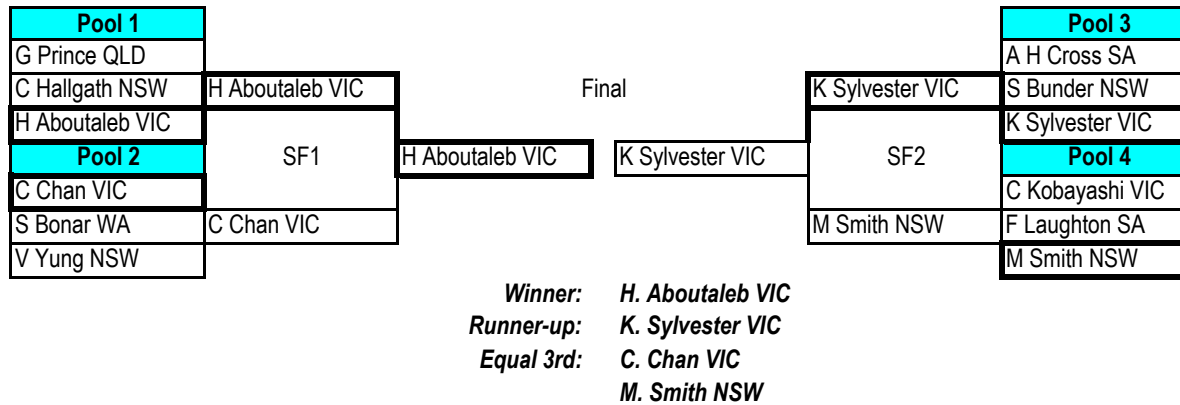 Pool 1
G Prince QLD
C Hallgath NSW
H Aboutaleb VIC
Pool 2
C Chan VIC
S Bonar WA
V Yung NSW
H Aboutaleb VIC
SF1
C Chan VIC
H Aboutaleb VIC
Final
K Sylvester VIC
K Sylvester VIC
SF2
M Smith NSW
Pool 3
A H Cross SA
S Bunder NSW
K Sylvester VIC
Pool 4
C Kobayashi VIC
F Laughton SA
M Smith NSW
Winner: H. Aboutaleb VIC
Runner-up: K. Sylvester VIC
Equal 3rd: C. Chan VIC
M. Smith NSW